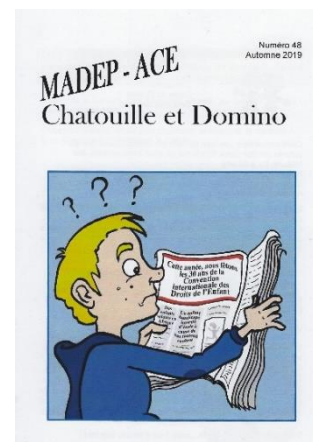 Numéro 48
Automne 2019
MADEP - ACE
Chatouille et Domino
? ? ?
Cette année, nous fêtons
les 30 ans de la
Convention
internationale des
Droits de l'Enfant